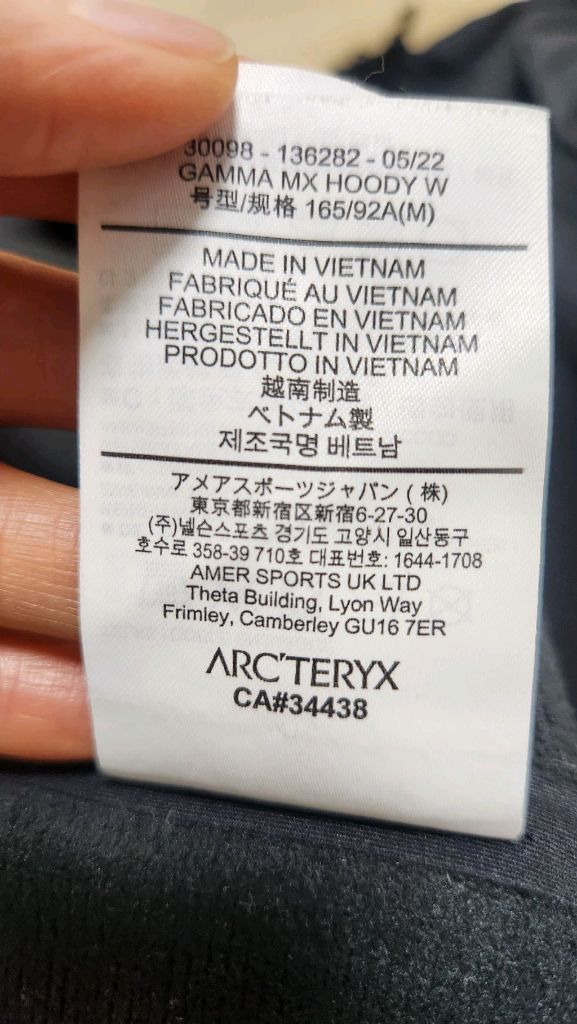 30098 - 136282 - 05/22
GAMMA MX HOODY W
号型/规格 165/92A(M)
MADE IN VIETNAM
FABRIQUÉ AU VIETNAM
FABRICADO EN VIETNAM
HERGESTELLT IN VIETNAM
PRODOTTO IN VIETNAM
越南制造
ベトナム製
제조국명 베트남
アメアスポーツジャパン ( 株)
東京都新宿区新宿6-27-30
(주)넬슨스포츠 경기도 고양시 일산동구
호수로 358-39 710호 대표번호: 1644-1708
AMER SPORTS UK LTD
Theta Building, Lyon Way
Frimley, Camberley GU16 7ER
ARC'TERYX
CA#34438